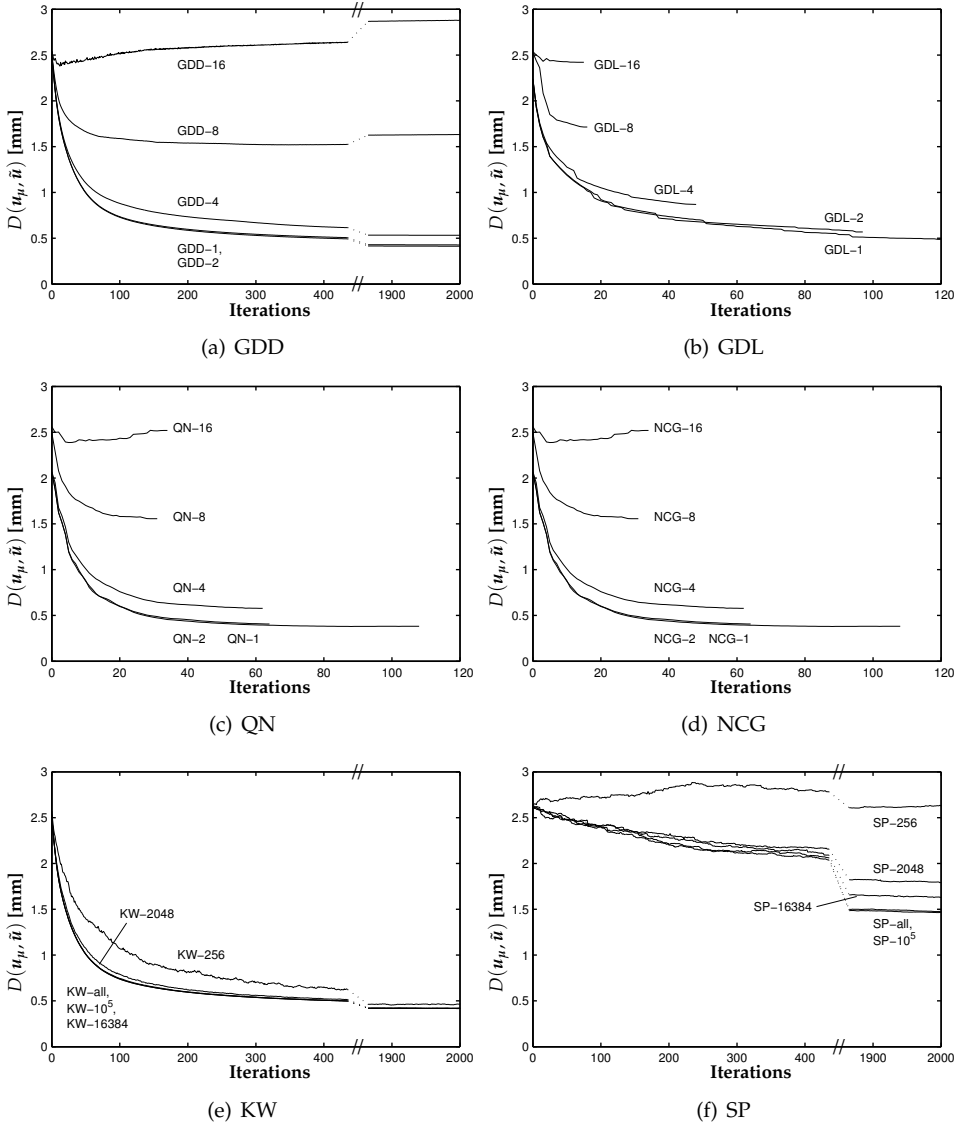 3
2.5
2
1.5
1
0.5
0
D(uμ, ũ) [mm]
GDD−16
GDD−8
GDD−4
GDD−1,
GDD−2
0 100 200 300 400 1900 2000
Iterations
(a) GDD
3
2.5
2
1.5
1
0.5
0
D(uμ, ũ) [mm]
GDL−16
GDL−8
GDL−4
GDL−2
GDL−1
0 20 40 60 80 100 120
Iterations
(b) GDL
3
2.5
2
1.5
1
0.5
0
D(uμ, ũ) [mm]
QN−16
QN−8
QN−4
QN−2 QN−1
0 20 40 60 80 100 120
Iterations
(c) QN
3
2.5
2
1.5
1
0.5
0
D(uμ, ũ) [mm]
NCG−16
NCG−8
NCG−4
NCG−2 NCG−1
0 20 40 60 80 100 120
Iterations
(d) NCG
3
2.5
2
1.5
1
0.5
0
D(uμ, ũ) [mm]
KW−2048
KW−256
KW−all,
KW−10⁵,
KW−16384
0 100 200 300 400 1900 2000
Iterations
(e) KW
3
2.5
2
1.5
1
0.5
0
D(uμ, ũ) [mm]
SP−256
SP−2048
SP−16384
SP−all,
SP−10⁵
0 100 200 300 400 1900 2000
Iterations
(f) SP